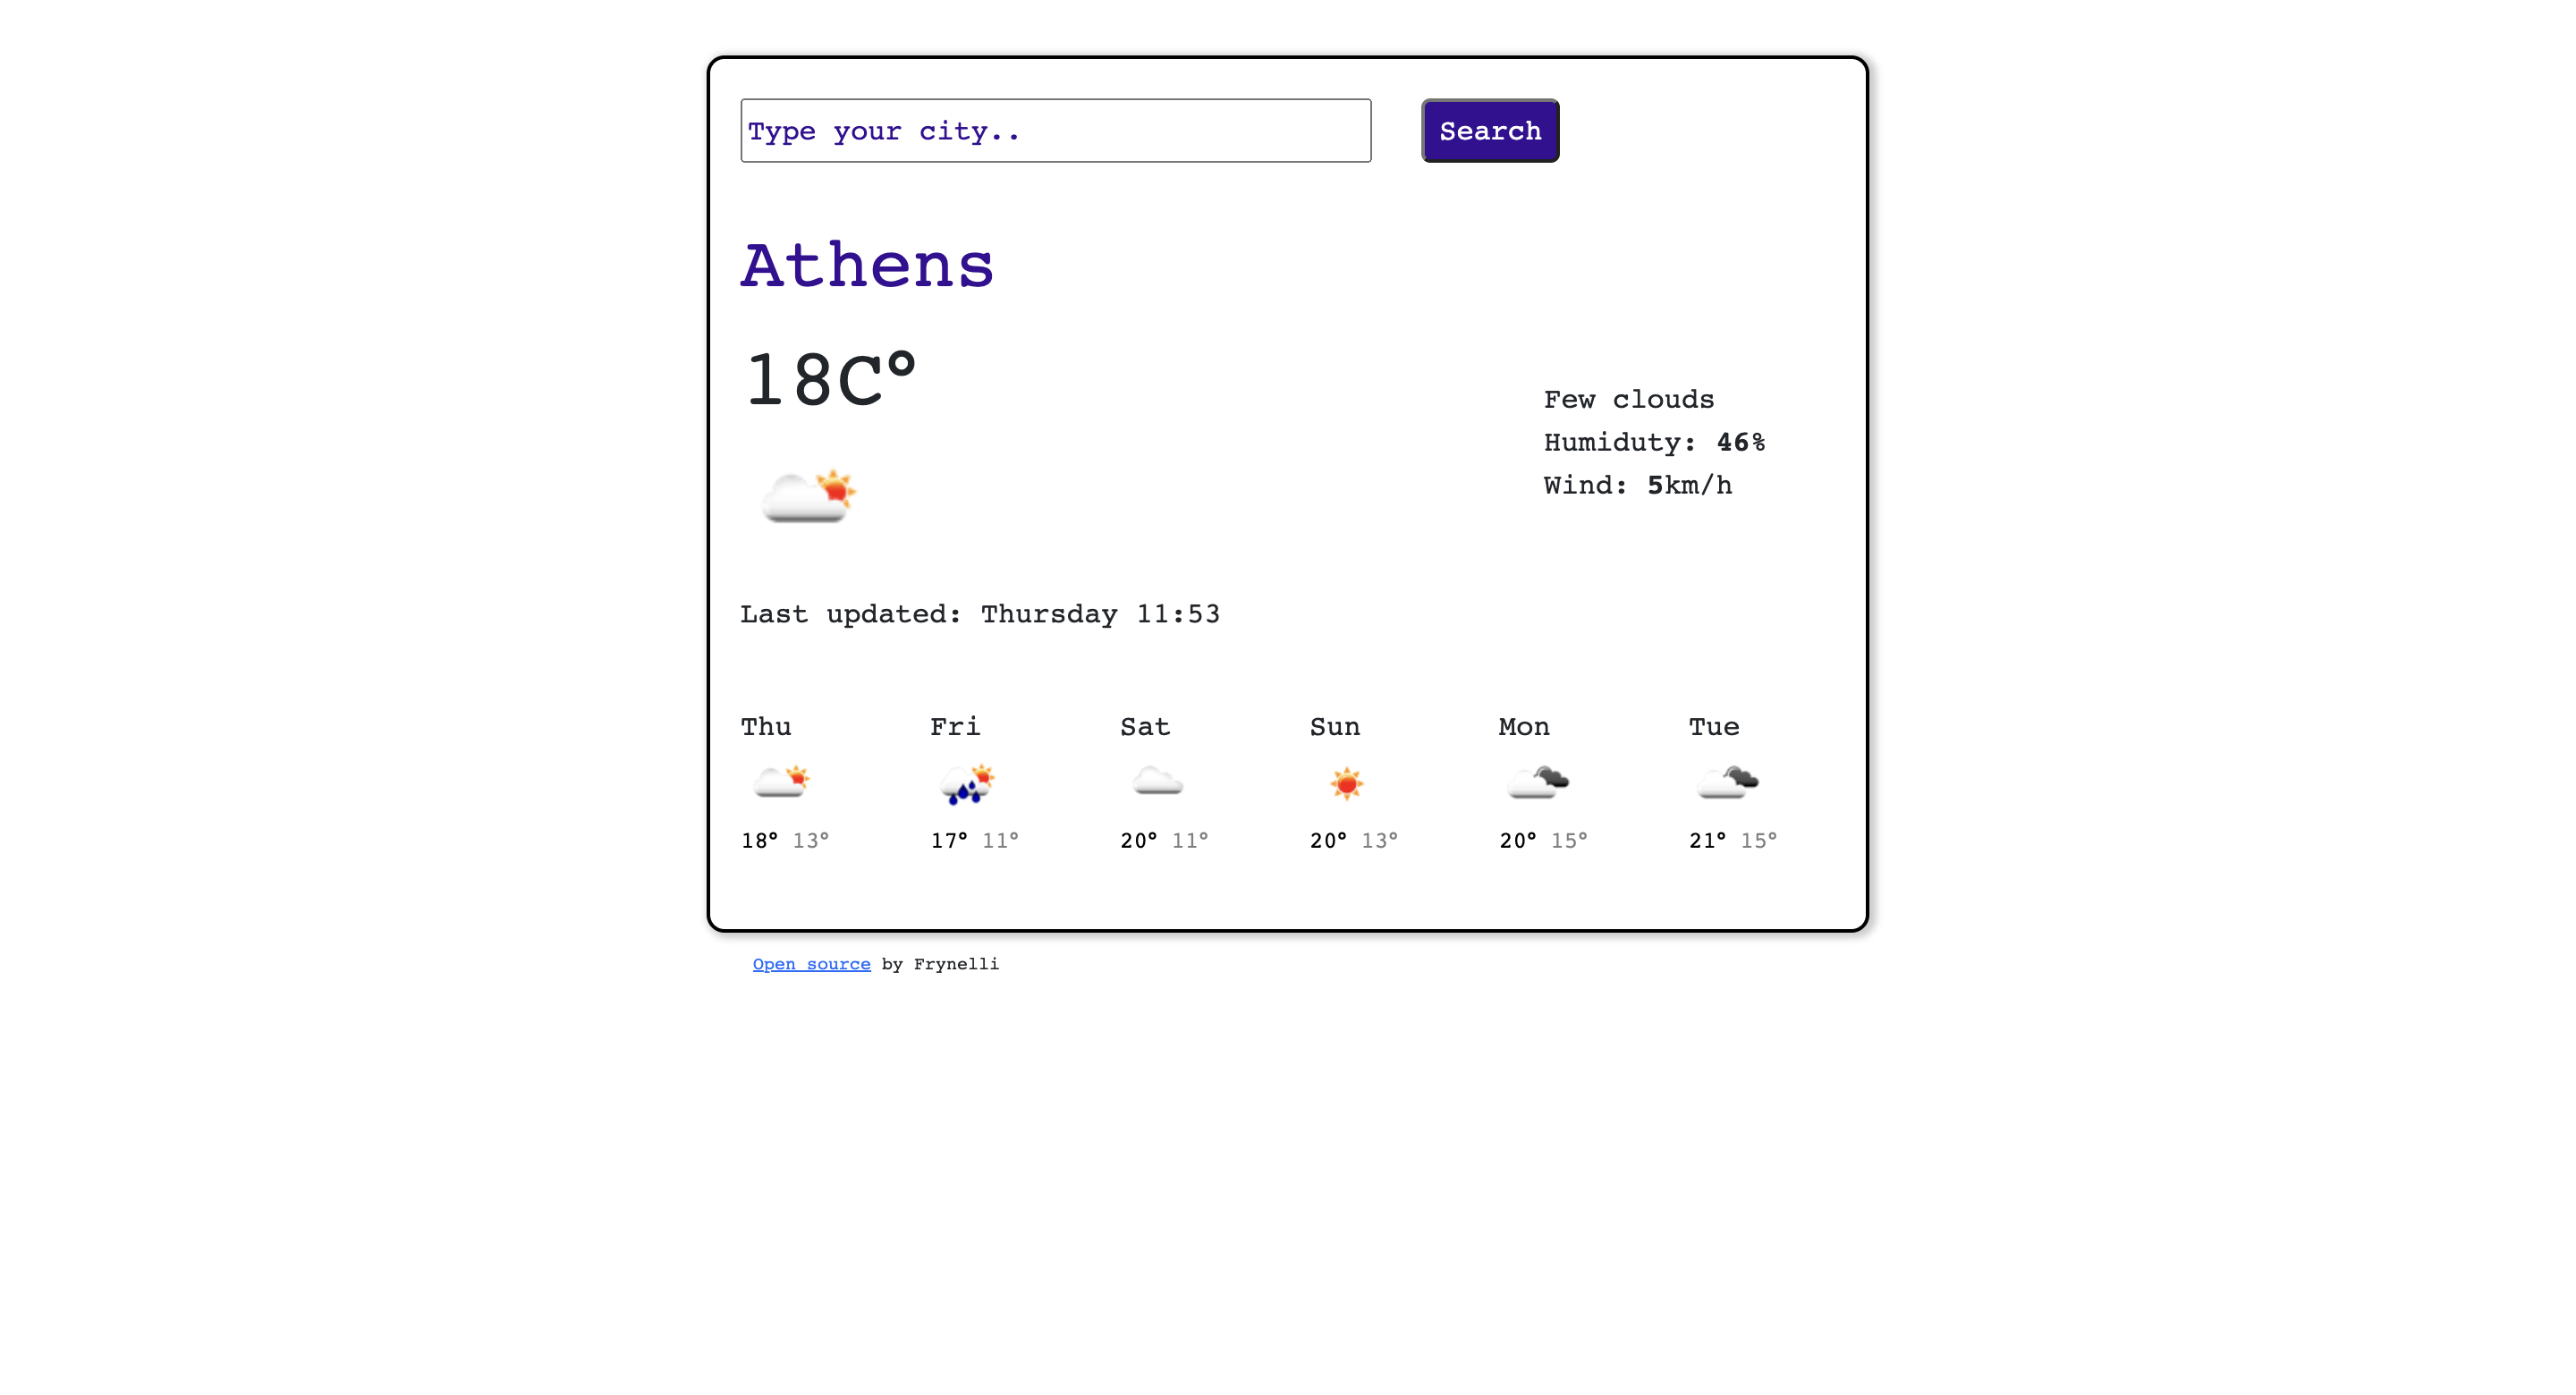 Type your city..
Search
Athens
18C°
Few clouds
Humiduty: 46%
Wind: 5km/h
Last updated: Thursday 11:53
Thu Fri Sat Sun Mon Tue
18° 13° 17° 11° 20° 11° 20° 13° 20° 15° 21° 15°
Open source by Frynelli